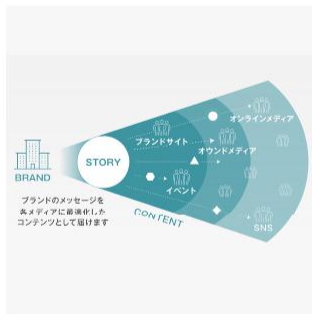 オンラインメディア
ブランドサイト
オウンドメディア
STORY
BRAND
イベント
ブランドのメッセージを
各メディアに最適化した
コンテンツとして届けます
CONTENT
SNS